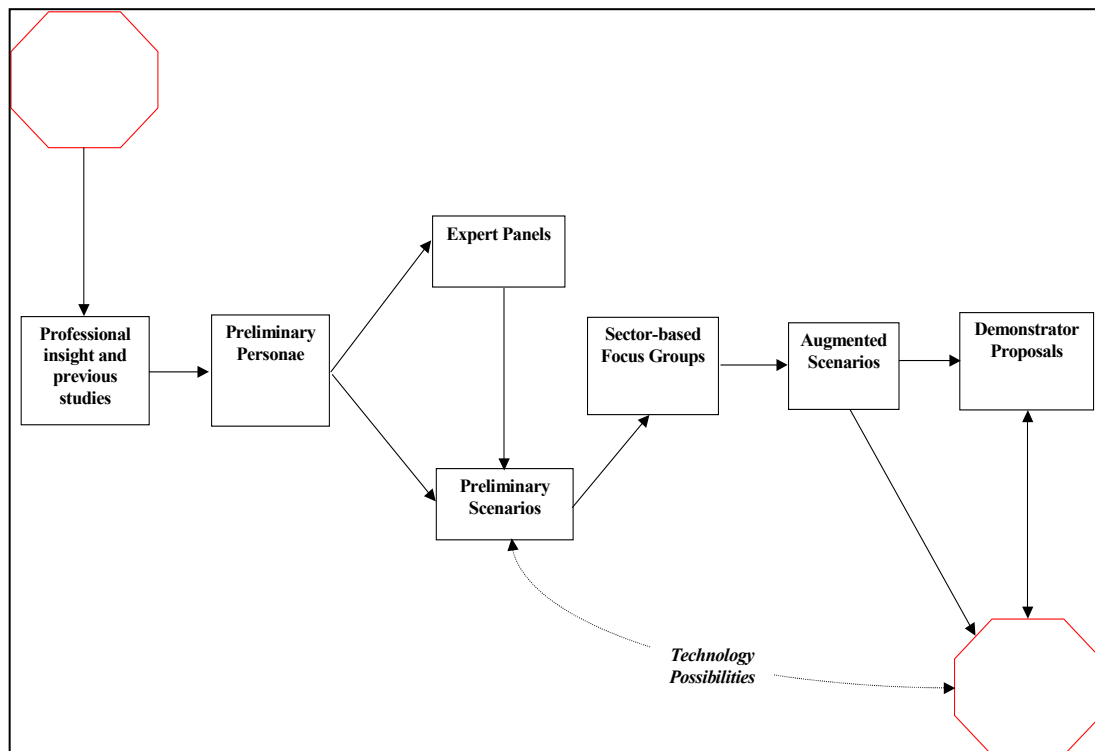 Expert Panels
Professional
insight and
previous
studies
Preliminary
Personae
Sector-based
Focus Groups
Augmented
Scenarios
Demonstrator
Proposals
Preliminary
Scenarios
Technology
Possibilities